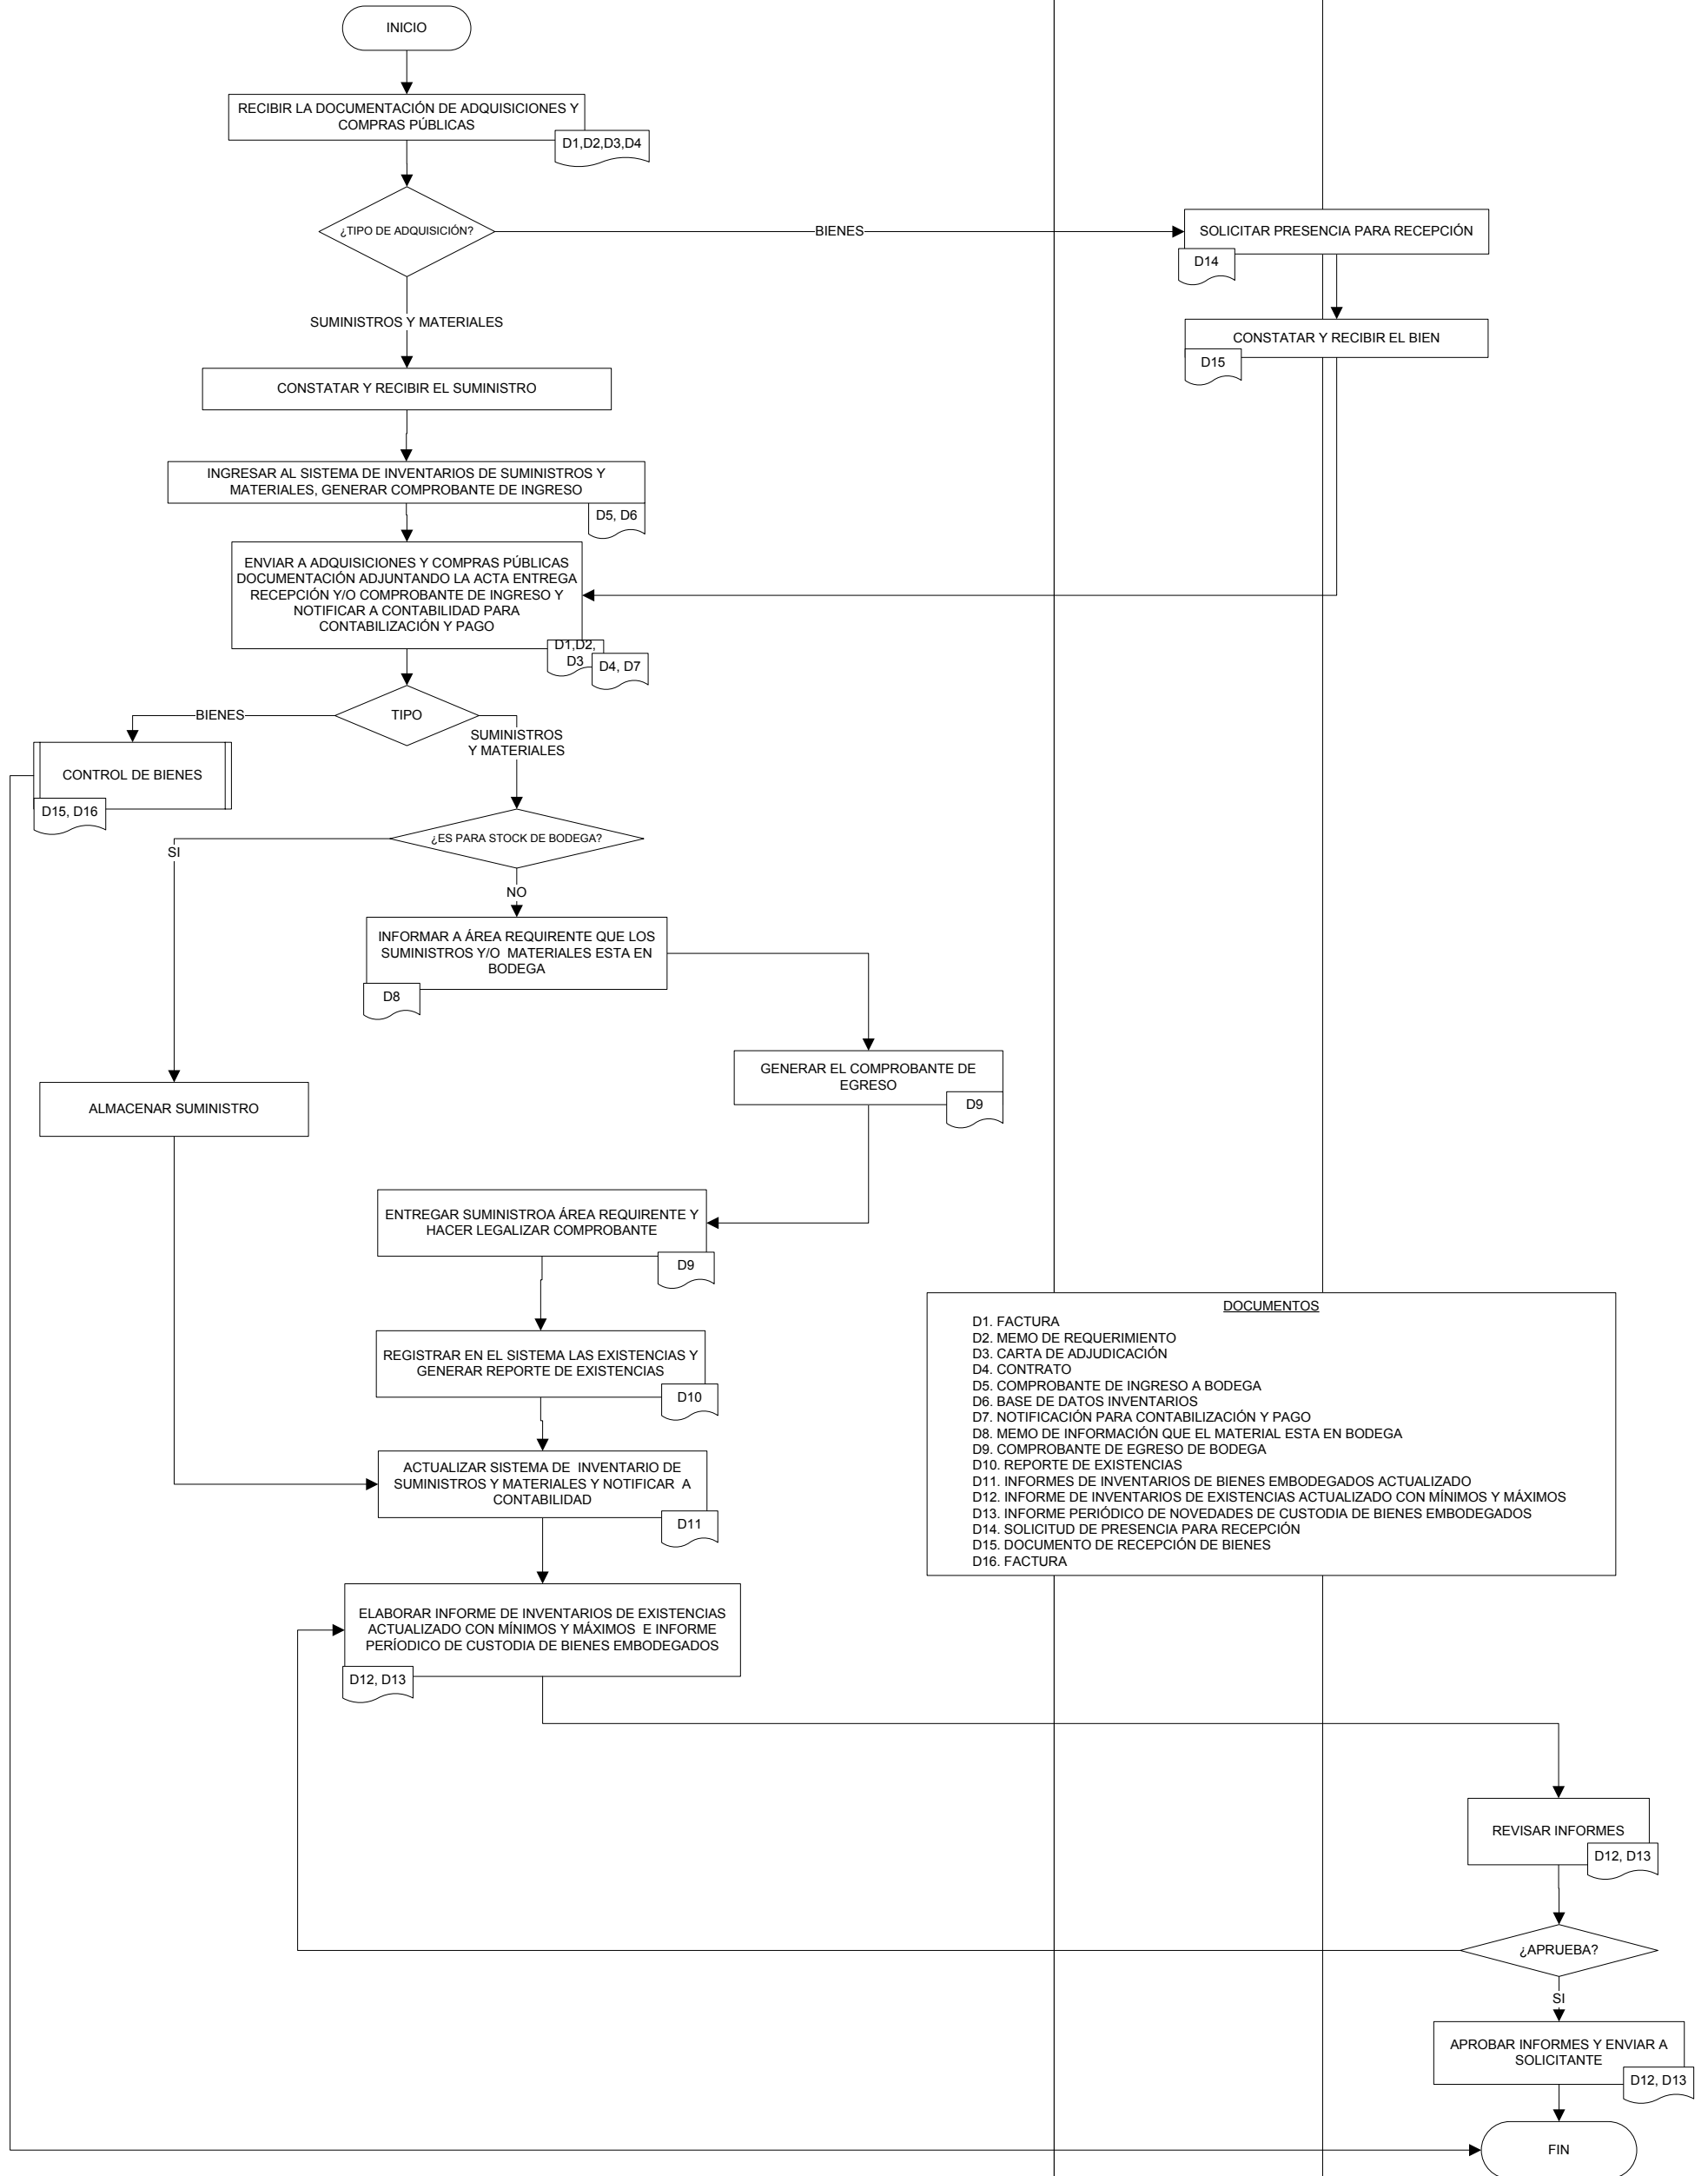 INICIO
RECIBIR LA DOCUMENTACIÓN DE ADQUISICIONES Y
COMPRAS PÚBLICAS
D1,D2,D3,D4
¿TIPO DE ADQUISICIÓN?
BIENES
SOLICITAR PRESENCIA PARA RECEPCIÓN
D14
SUMINISTROS Y MATERIALES
CONSTATAR Y RECIBIR EL BIEN
D15
CONSTATAR Y RECIBIR EL SUMINISTRO
INGRESAR AL SISTEMA DE INVENTARIOS DE SUMINISTROS Y
MATERIALES, GENERAR COMPROBANTE DE INGRESO
D5, D6
ENVIAR A ADQUISICIONES Y COMPRAS PÚBLICAS
DOCUMENTACIÓN ADJUNTANDO LA ACTA ENTREGA
RECEPCIÓN Y/O COMPROBANTE DE INGRESO Y
NOTIFICAR A CONTABILIDAD PARA
CONTABILIZACIÓN Y PAGO
D1,D2,
D3
D4, D7
TIPO
BIENES
SUMINISTROS
Y MATERIALES
CONTROL DE BIENES
D15, D16
¿ES PARA STOCK DE BODEGA?
SI
NO
INFORMAR A ÁREA REQUIRENTE QUE LOS
SUMINISTROS Y/O  MATERIALES ESTA EN
BODEGA
D8
GENERAR EL COMPROBANTE DE
EGRESO
D9
ALMACENAR SUMINISTRO
ENTREGAR SUMINISTROA ÁREA REQUIRENTE Y
HACER LEGALIZAR COMPROBANTE
D9
REGISTRAR EN EL SISTEMA LAS EXISTENCIAS Y
GENERAR REPORTE DE EXISTENCIAS
D10
ACTUALIZAR SISTEMA DE  INVENTARIO DE
SUMINISTROS Y MATERIALES Y NOTIFICAR  A
CONTABILIDAD
D11
DOCUMENTOS
D1. FACTURA
D2. MEMO DE REQUERIMIENTO
D3. CARTA DE ADJUDICACIÓN
D4. CONTRATO
D5. COMPROBANTE DE INGRESO A BODEGA
D6. BASE DE DATOS INVENTARIOS
D7. NOTIFICACIÓN PARA CONTABILIZACIÓN Y PAGO
D8. MEMO DE INFORMACIÓN QUE EL MATERIAL ESTA EN BODEGA
D9. COMPROBANTE DE EGRESO DE BODEGA
D10. REPORTE DE EXISTENCIAS
D11. INFORMES DE INVENTARIOS DE BIENES EMBODEGADOS ACTUALIZADO
D12. INFORME DE INVENTARIOS DE EXISTENCIAS ACTUALIZADO CON MÍNIMOS Y MÁXIMOS
D13. INFORME PERIÓDICO DE NOVEDADES DE CUSTODIA DE BIENES EMBODEGADOS
D14. SOLICITUD DE PRESENCIA PARA RECEPCIÓN
D15. DOCUMENTO DE RECEPCIÓN DE BIENES
D16. FACTURA
ELABORAR INFORME DE INVENTARIOS DE EXISTENCIAS
ACTUALIZADO CON MÍNIMOS Y MÁXIMOS  E INFORME
PERÍODICO DE CUSTODIA DE BIENES EMBODEGADOS
D12, D13
REVISAR INFORMES
D12, D13
¿APRUEBA?
SI
APROBAR INFORMES Y ENVIAR A
SOLICITANTE
D12, D13
FIN